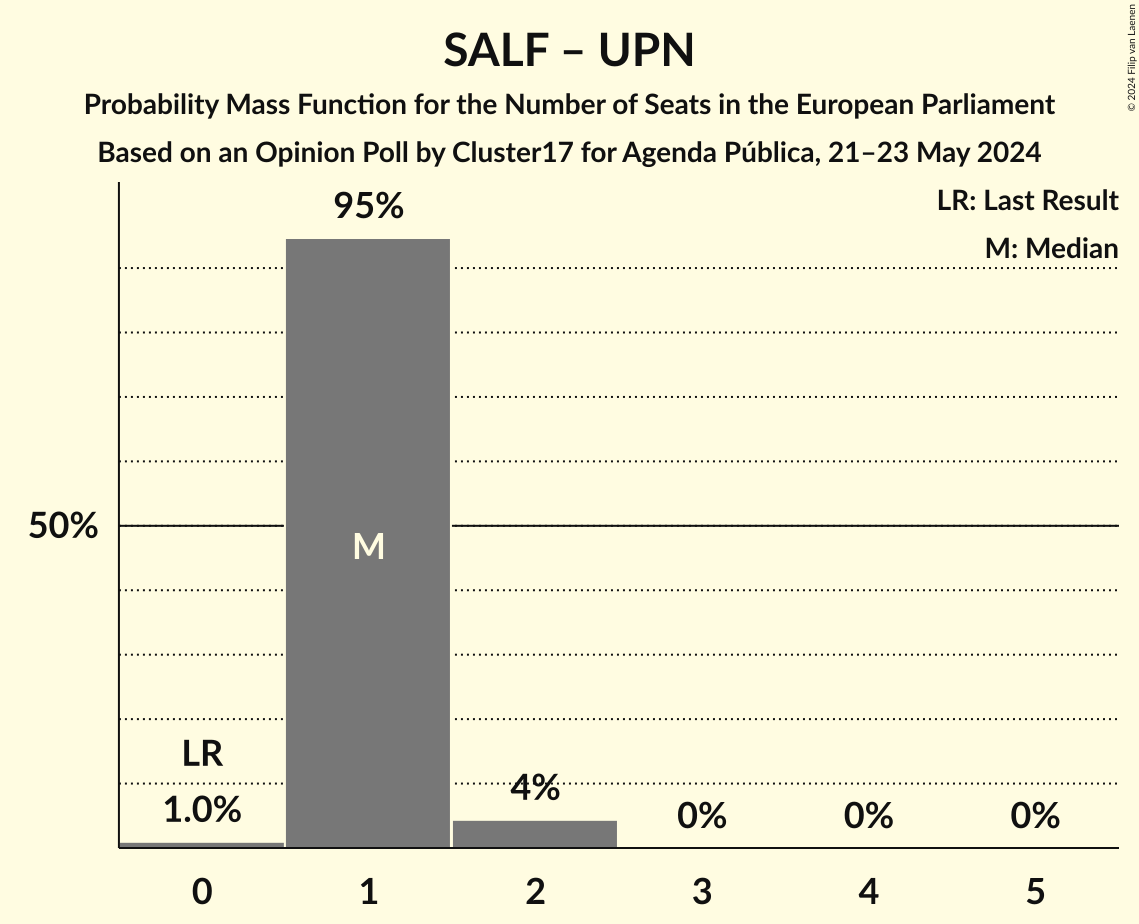 SALF – UPN
Probability Mass Function for the Number of Seats in the European Parliament
Based on an Opinion Poll by Cluster17 for Agenda Pública, 21–23 May 2024
© 2024 Filip van Laenen
LR: Last Result
M: Median
95%
50%
M
LR
1.0%
4%
0%
0%
0%
0 1 2 3 4 5